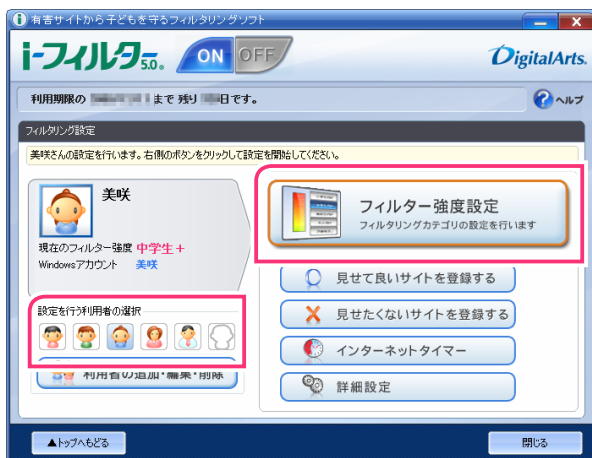 有害サイトから子どもを守るフィルタリングソフト
i-フィルター5.0. ON OFF
DigitalArts.
利用期限の まで 残り 日です。
ヘルプ
フィルタリング設定
美咲さんの設定を行います。右側のボタンをクリックして設定を開始してください。
美咲
現在のフィルター強度 中学生+
Windowsアカウント 美咲
フィルター強度設定
フィルタリングカテゴリの設定を行います
設定を行う利用者の選択
見せて良いサイトを登録する
見せたくないサイトを登録する
インターネットタイマー
利用者の追加・編集・削除
詳細設定
▲トップへもどる
閉じる